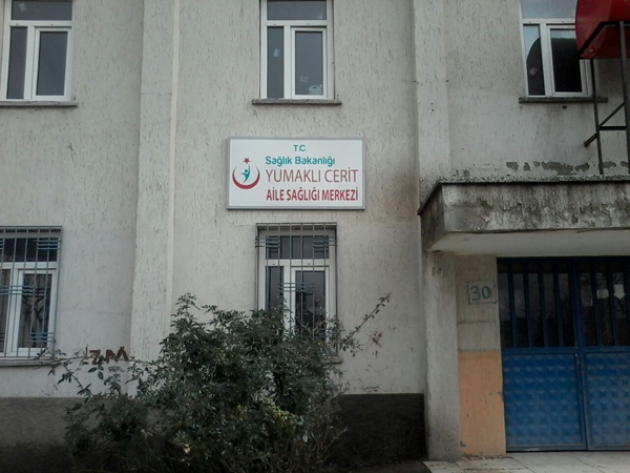 T.C.
Sağlık Bakanlığı
YUMAKLI CERİT
AİLE SAĞLIĞI MERKEZİ
30